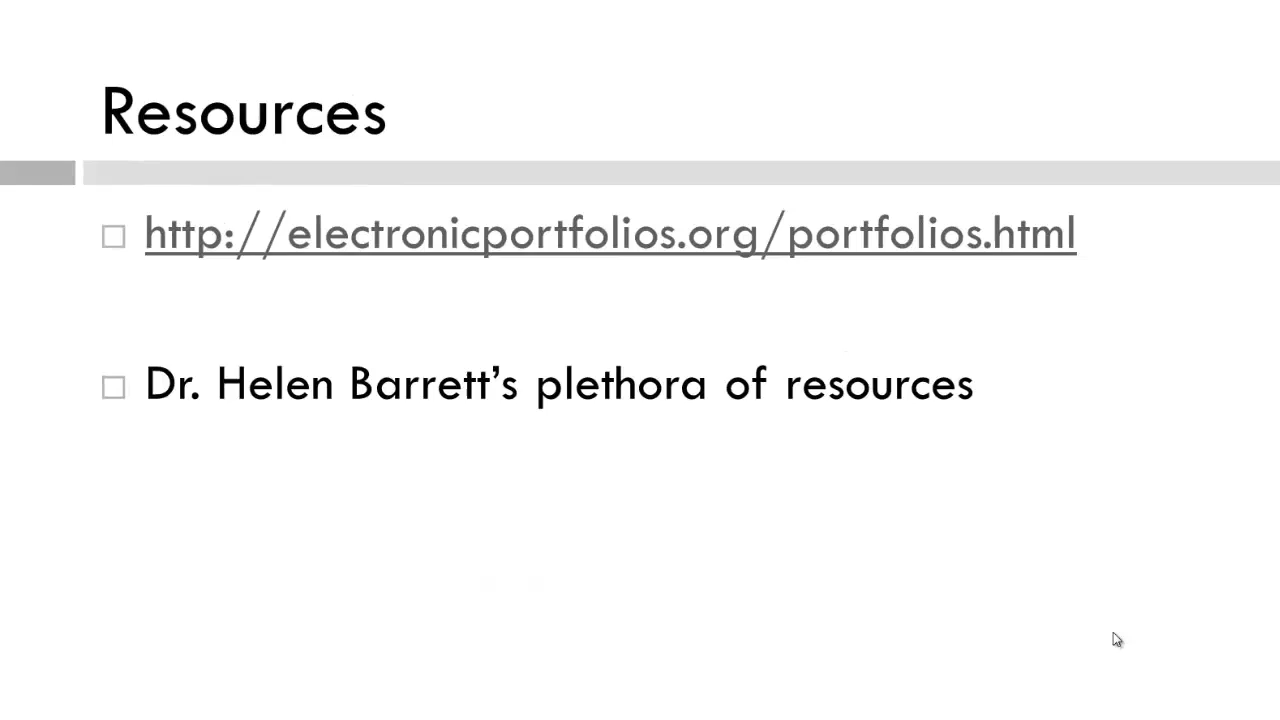 Resources
http://electronicportfolios.org/portfolios.html
Dr. Helen Barrett’s plethora of resources